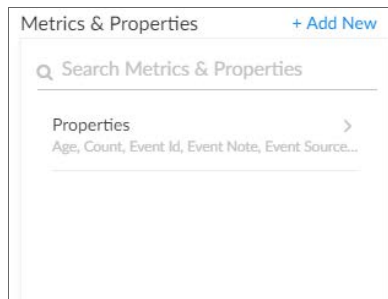 Metrics & Properties + Add New
Search Metrics & Properties
Properties
Age, Count, Event Id, Event Note, Event Source...